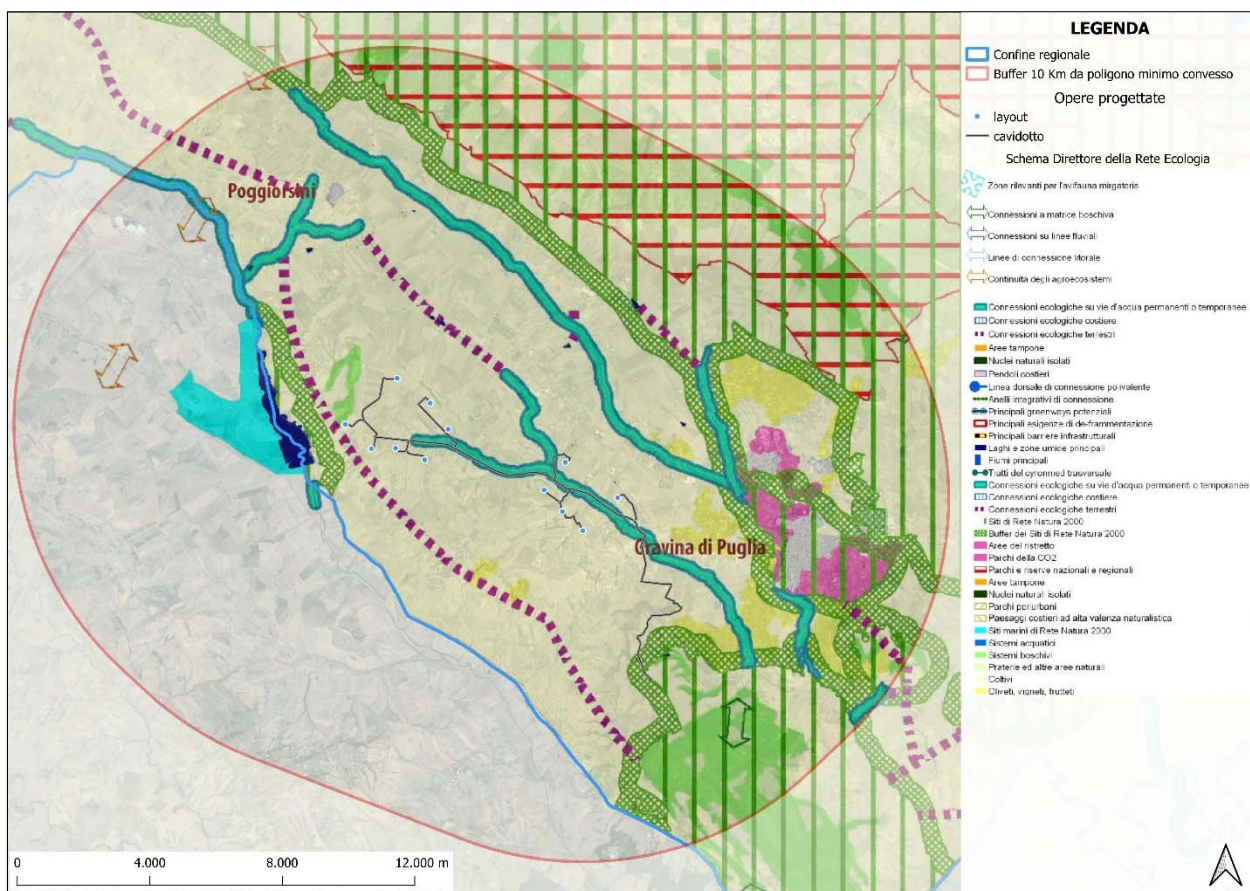 LEGENDA
Confine regionale
Buffer 10 Km da poligono minimo convesso
Opere progettate
layout
cavidotto
Schema Direttore della Rete Ecologia
Zone rilevanti per l'avifauna mirgatoria
Connessioni a matrice boschiva
Connessioni su linee fluviali
Linee di connessione litorale
Continuità degli agroecosistemi
Connessioni ecologiche su vie d'acqua permanenti o temporanee
Connessioni ecologiche costiere
Connessioni ecologiche terrestri
Aree tampone
Nuclei naturali isolati
Pendoli costieri
Linea dorsale di connessione polivalente
Anelli integrativi di connessione
Principali greenways potenziali
Principali esigenze di de-frammentazione
Principali barriere infrastrutturali
Laghi e zone umide principali
Fiumi principali
Tratti del cyronmed trasversale
Connessioni ecologiche su vie d'acqua permanenti o temporanee
Connessioni ecologiche costiere
Connessioni ecologiche terrestri
Siti di Rete Natura 2000
Buffer dei Siti di Rete Natura 2000
Aree del ristretto
Parchi della CO2
Parchi e riserve nazionali e regionali
Aree tampone
Nuclei naturali isolati
Parchi periurbani
Paesaggi costieri ad alta valenza naturalistica
Siti marini di Rete Natura 2000
Sistemi acquatici
Sistemi boschivi
Praterie ed altre aree naturali
Coltivi
Oliveti, vigneti, frutteti
Poggiorsini
Gravina di Puglia
0 4.000 8.000 12.000 m